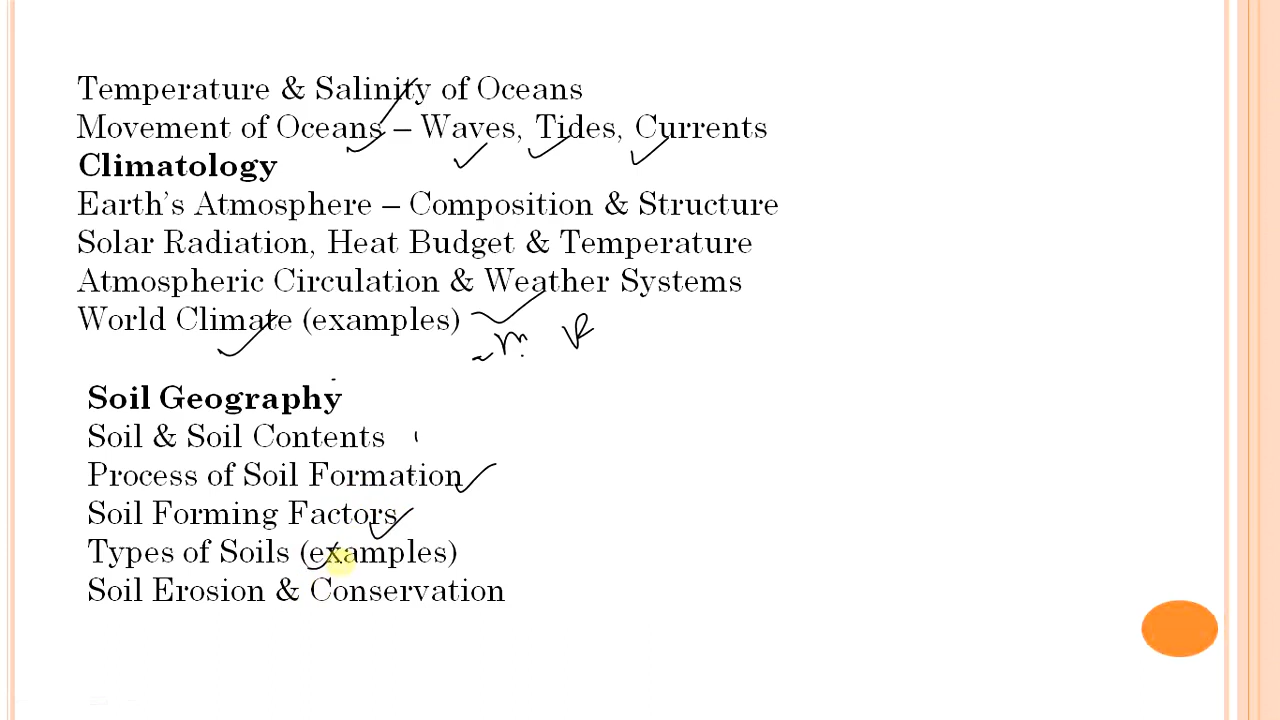 Temperature & Salinity of Oceans
Movement of Oceans – Waves, Tides, Currents
Climatology
Earth's Atmosphere – Composition & Structure
Solar Radiation, Heat Budget & Temperature
Atmospheric Circulation & Weather Systems
World Climate (examples)
Soil Geography
Soil & Soil Contents
Process of Soil Formation
Soil Forming Factors
Types of Soils (examples)
Soil Erosion & Conservation